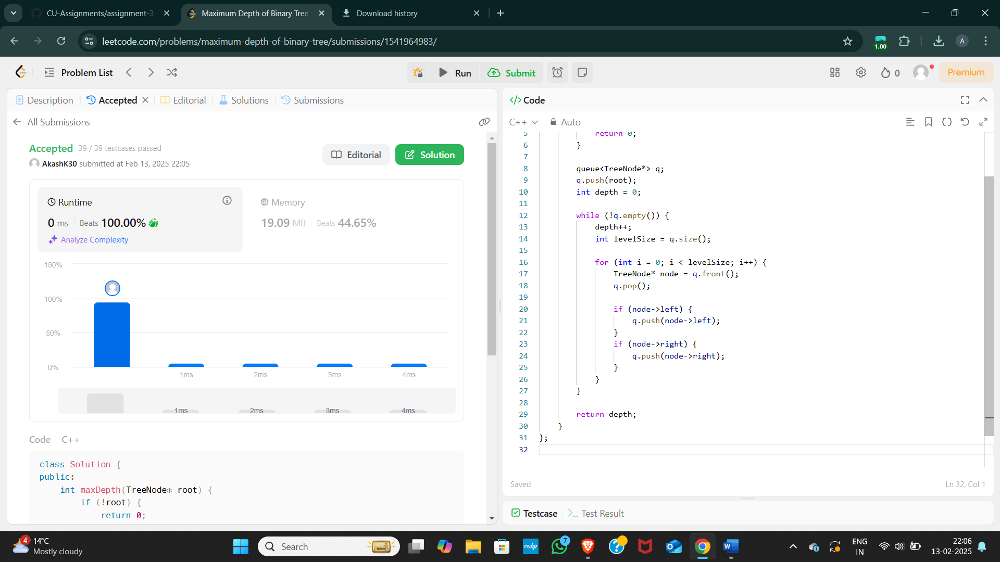 CU-Assignments/assignment-3
Maximum Depth of Binary Tree
Download history
leetcode.com/problems/maximum-depth-of-binary-tree/submissions/1541964983/
1.00
A
Problem List
Run
Submit
0
Premium
Description
Accepted
Editorial
Solutions
Submissions
All Submissions
Accepted 39 / 39 testcases passed
AkashK30 submitted at Feb 13, 2025 22:05
Editorial
Solution
Runtime
0 ms Beats 100.00%
Analyze Complexity
Memory
19.09 MB Beats 44.65%
150%
100%
50%
0%
1ms 2ms 3ms 4ms
1ms 2ms 3ms 4ms
Code C++
class Solution {
public:
    int maxDepth(TreeNode* root) {
        if (!root) {
            return 0;
</> Code
C++ Auto
5             return 0;
6         }
7
8         queue<TreeNode*> q;
9         q.push(root);
10         int depth = 0;
11
12         while (!q.empty()) {
13             depth++;
14             int levelSize = q.size();
15
16             for (int i = 0; i < levelSize; i++) {
17                 TreeNode* node = q.front();
18                 q.pop();
19
20                 if (node->left) {
21                     q.push(node->left);
22                 }
23                 if (node->right) {
24                     q.push(node->right);
25                 }
26             }
27         }
28
29         return depth;
30     }
31 };
32
Saved
Ln 32, Col 1
Testcase
Test Result
4
14°C
Mostly cloudy
Search
myhp
7
W
ENG
IN
22:06
13-02-2025